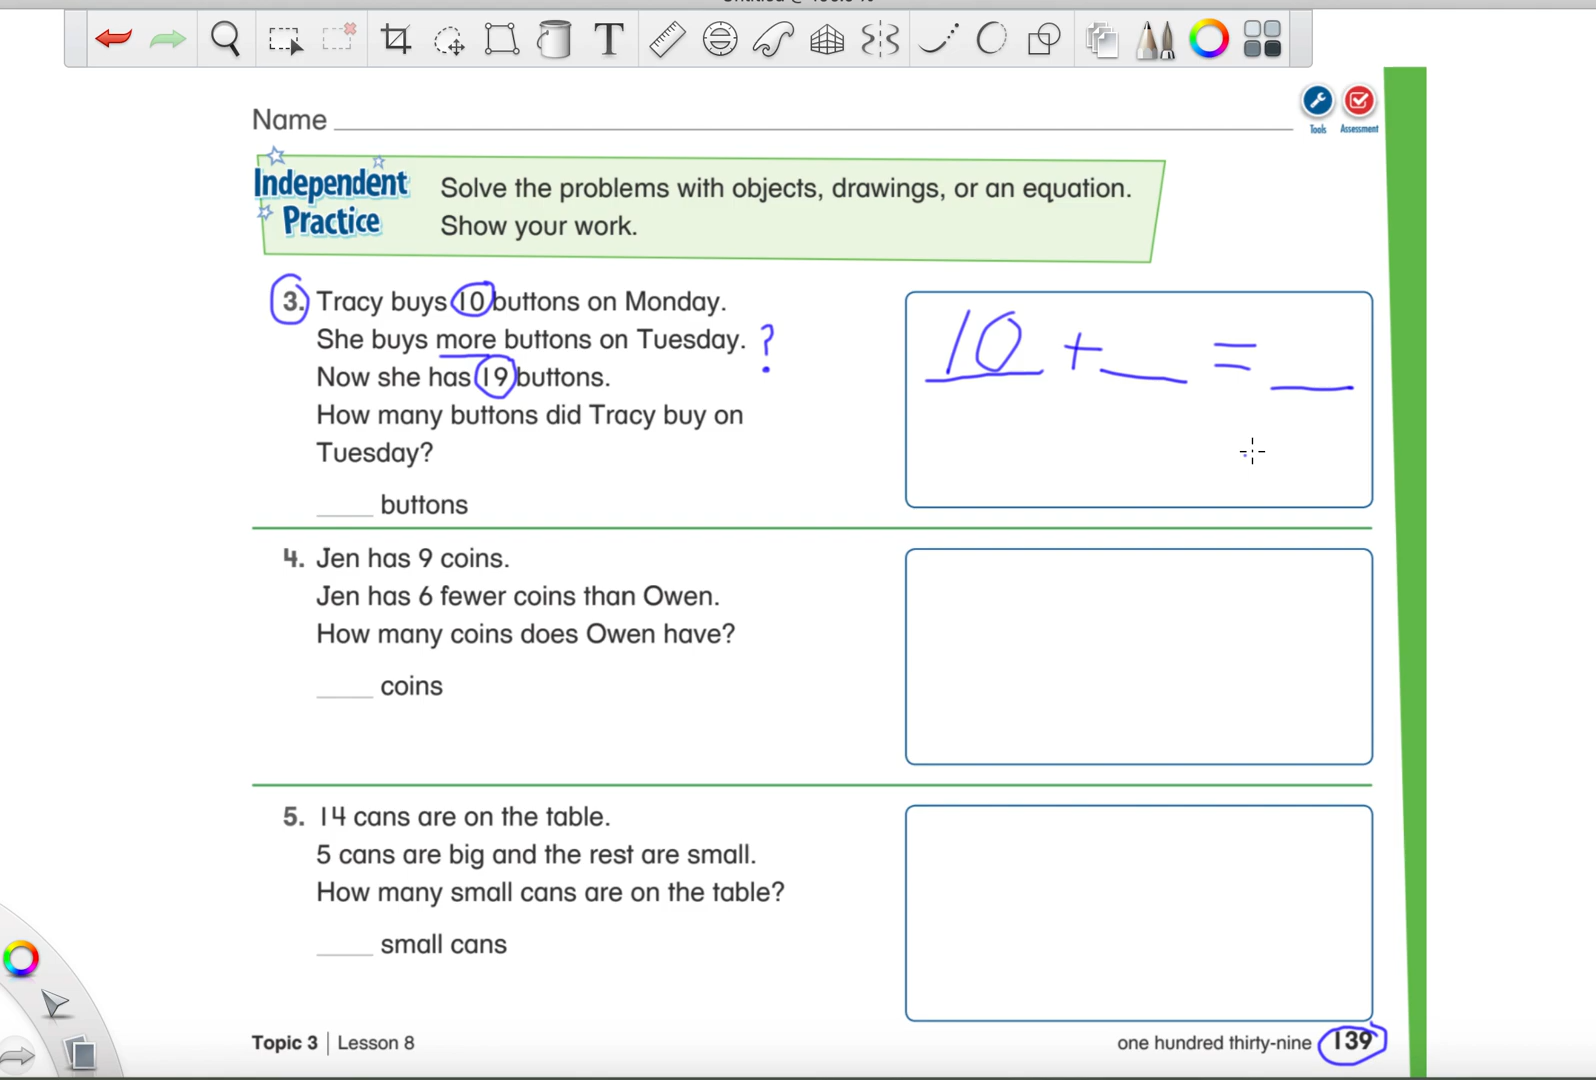 Name
Tools Assessment
Independent Practice
Solve the problems with objects, drawings, or an equation.
Show your work.
3. Tracy buys 10 buttons on Monday.
She buys more buttons on Tuesday. ?
Now she has 19 buttons.
How many buttons did Tracy buy on
Tuesday?
____ buttons
10 + __ = __
4. Jen has 9 coins.
Jen has 6 fewer coins than Owen.
How many coins does Owen have?
____ coins
5. 14 cans are on the table.
5 cans are big and the rest are small.
How many small cans are on the table?
____ small cans
Topic 3 | Lesson 8
one hundred thirty-nine 139